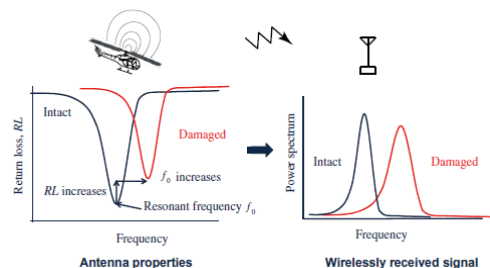 Return loss, RL
Intact
Damaged
RL increases
f₀ increases
Resonant frequency f₀
Frequency
Antenna properties
Power spectrum
Intact
Damaged
Frequency
Wirelessly received signal